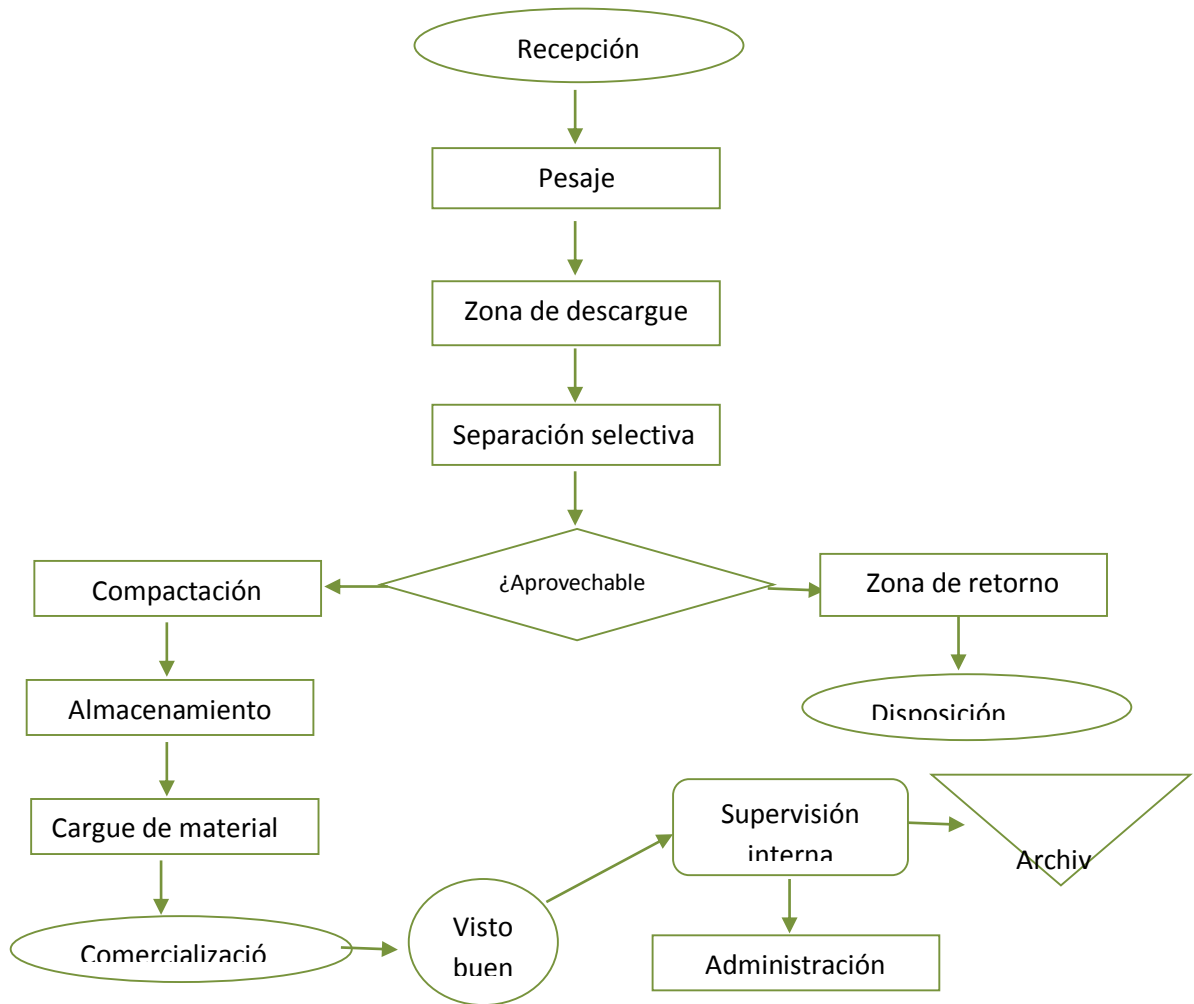 Recepción
Pesaje
Zona de descargue
Separación selectiva
¿Aprovechable
Compactación
Zona de retorno
Almacenamiento
Disposición
Cargue de material
Supervisión
interna
Archiv
Comercializació
Visto
buen
Administración